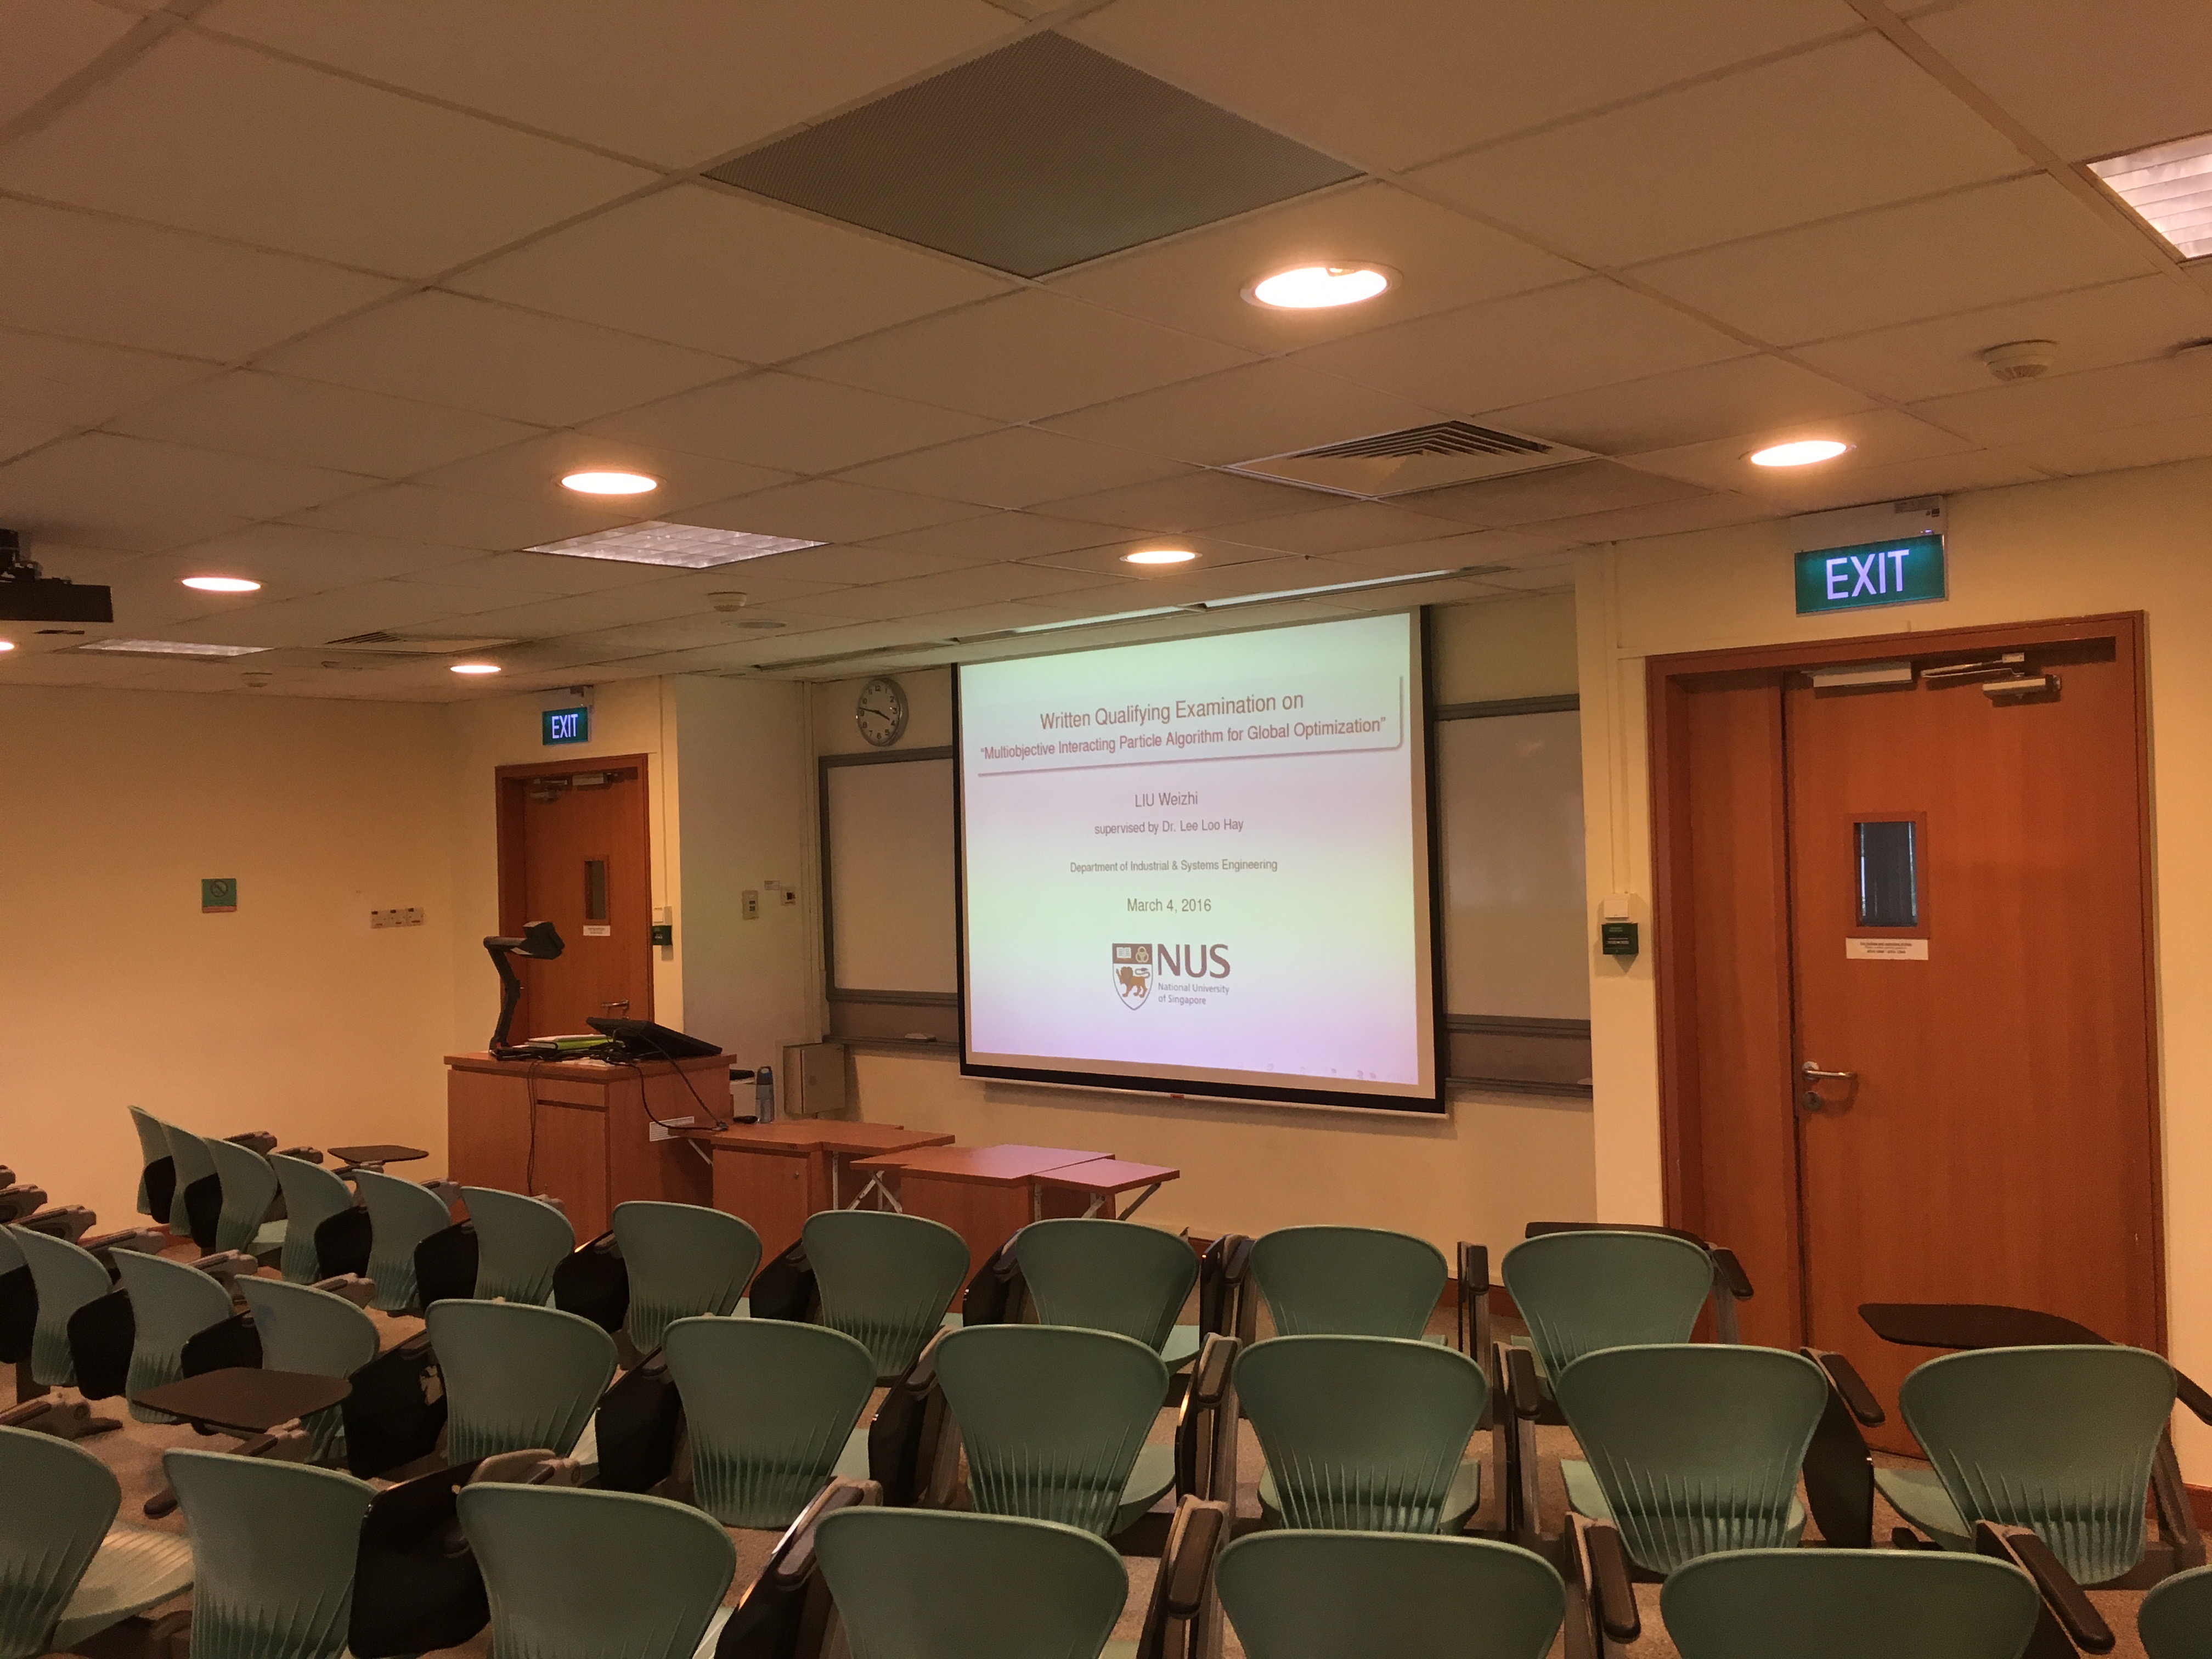 EXIT
EXIT
Written Qualifying Examination on
“Multiobjective Interacting Particle Algorithm for Global Optimization”
LIU Weizhi
supervised by Dr. Lee Loo Hay
Department of Industrial & Systems Engineering
March 4, 2016
NUS
National University
of Singapore